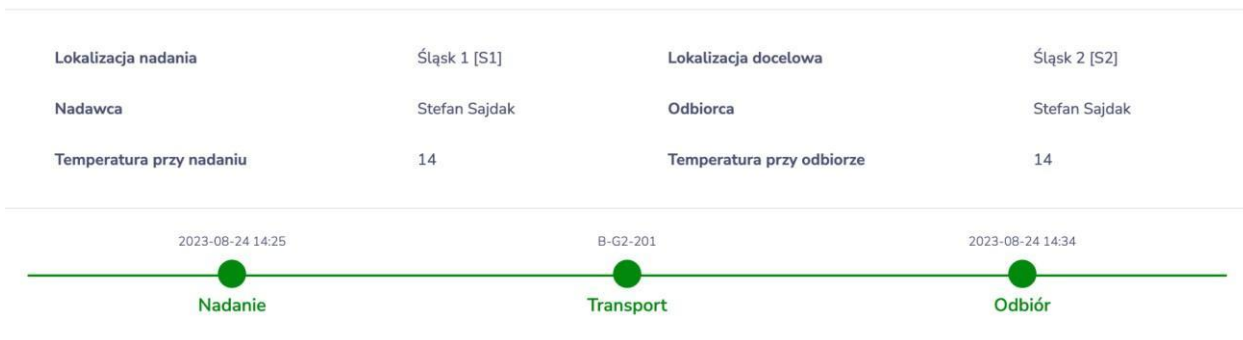 Lokalizacja nadania Śląsk 1 [S1] Lokalizacja docelowa Śląsk 2 [S2]
Nadawca Stefan Sajdak Odbiorca Stefan Sajdak
Temperatura przy nadaniu 14 Temperatura przy odbiorze 14
2023-08-24 14:25 B-G2-201 2023-08-24 14:34
Nadanie Transport Odbiór